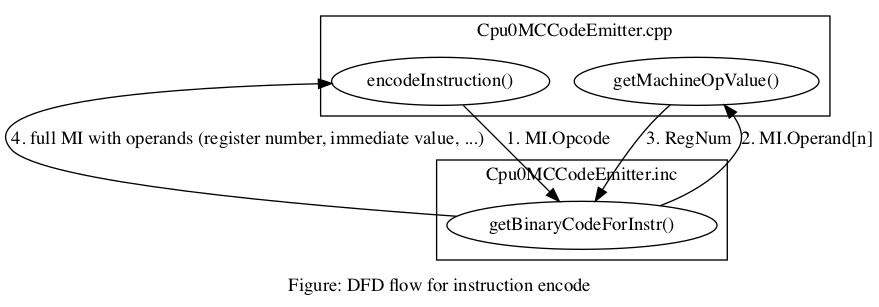 Cpu0MCCodeEmitter.cpp
encodeInstruction()
getMachineOpValue()
4. full MI with operands (register number, immediate value, ...)
1. MI.Opcode
3. RegNum
2. MI.Operand[n]
Cpu0MCCodeEmitter.inc
getBinaryCodeForInstr()
Figure: DFD flow for instruction encode